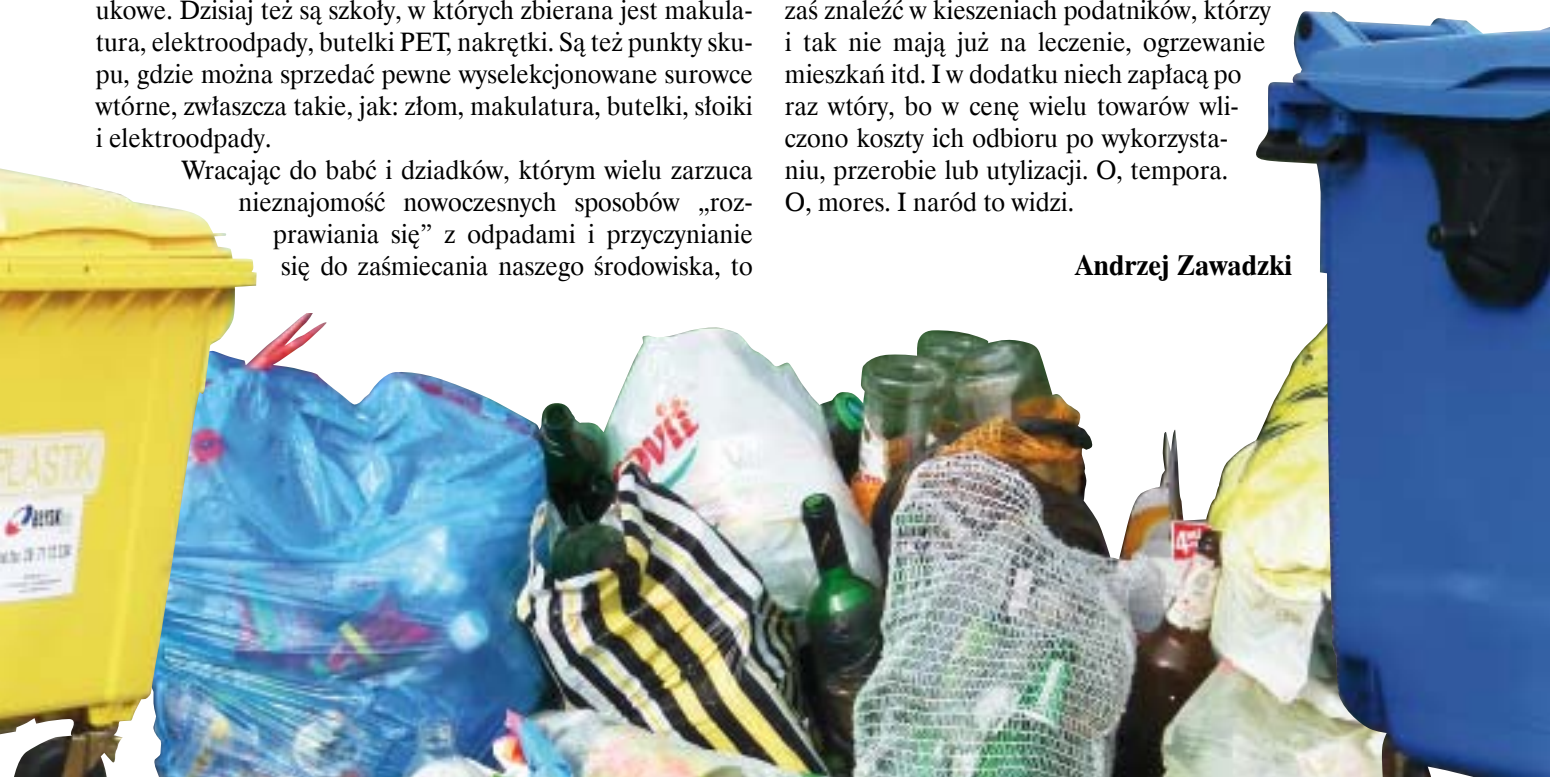 ukowe. Dzisiaj też są szkoły, w których zbierana jest makula-
tura, elektroodpady, butelki PET, nakrętki. Są też punkty sku-
pu, gdzie można sprzedać pewne wyselekcjonowane surowce
wtórne, zwłaszcza takie, jak: złom, makulatura, butelki, słoiki
i elektroodpady.
Wracając do babć i dziadków, którym wielu zarzuca
nieznajomość nowoczesnych sposobów „roz-
prawiania się” z odpadami i przyczynianie
się do zaśmiecania naszego środowiska, to
zaś znaleźć w kieszeniach podatników, którzy
i tak nie mają już na leczenie, ogrzewanie
mieszkań itd. I w dodatku niech zapłacą po
raz wtóry, bo w cenę wielu towarów wli-
czono koszty ich odbioru po wykorzysta-
niu, przerobie lub utylizacji. O, tempora.
O, mores. I naród to widzi.
Andrzej Zawadzki
PLASTIK